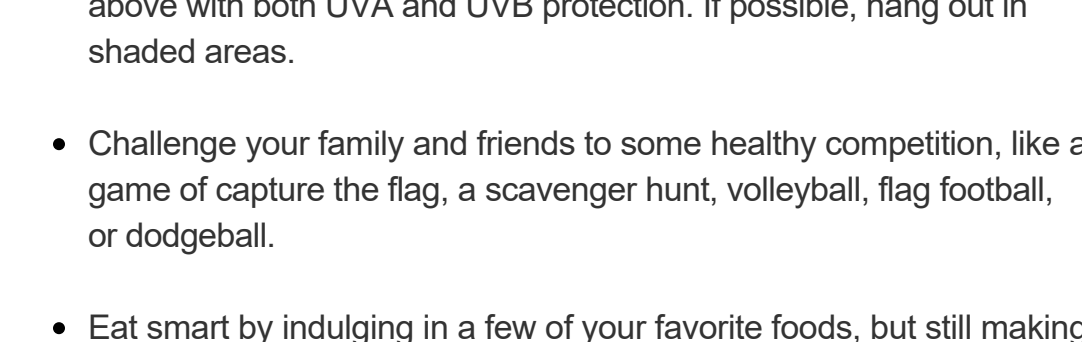 above with both UVA and UVB protection. If possible, hang out in
shaded areas.
• Challenge your family and friends to some healthy competition, like a
game of capture the flag, a scavenger hunt, volleyball, flag football,
or dodgeball.
• Eat smart by indulging in a few of your favorite foods, but still making